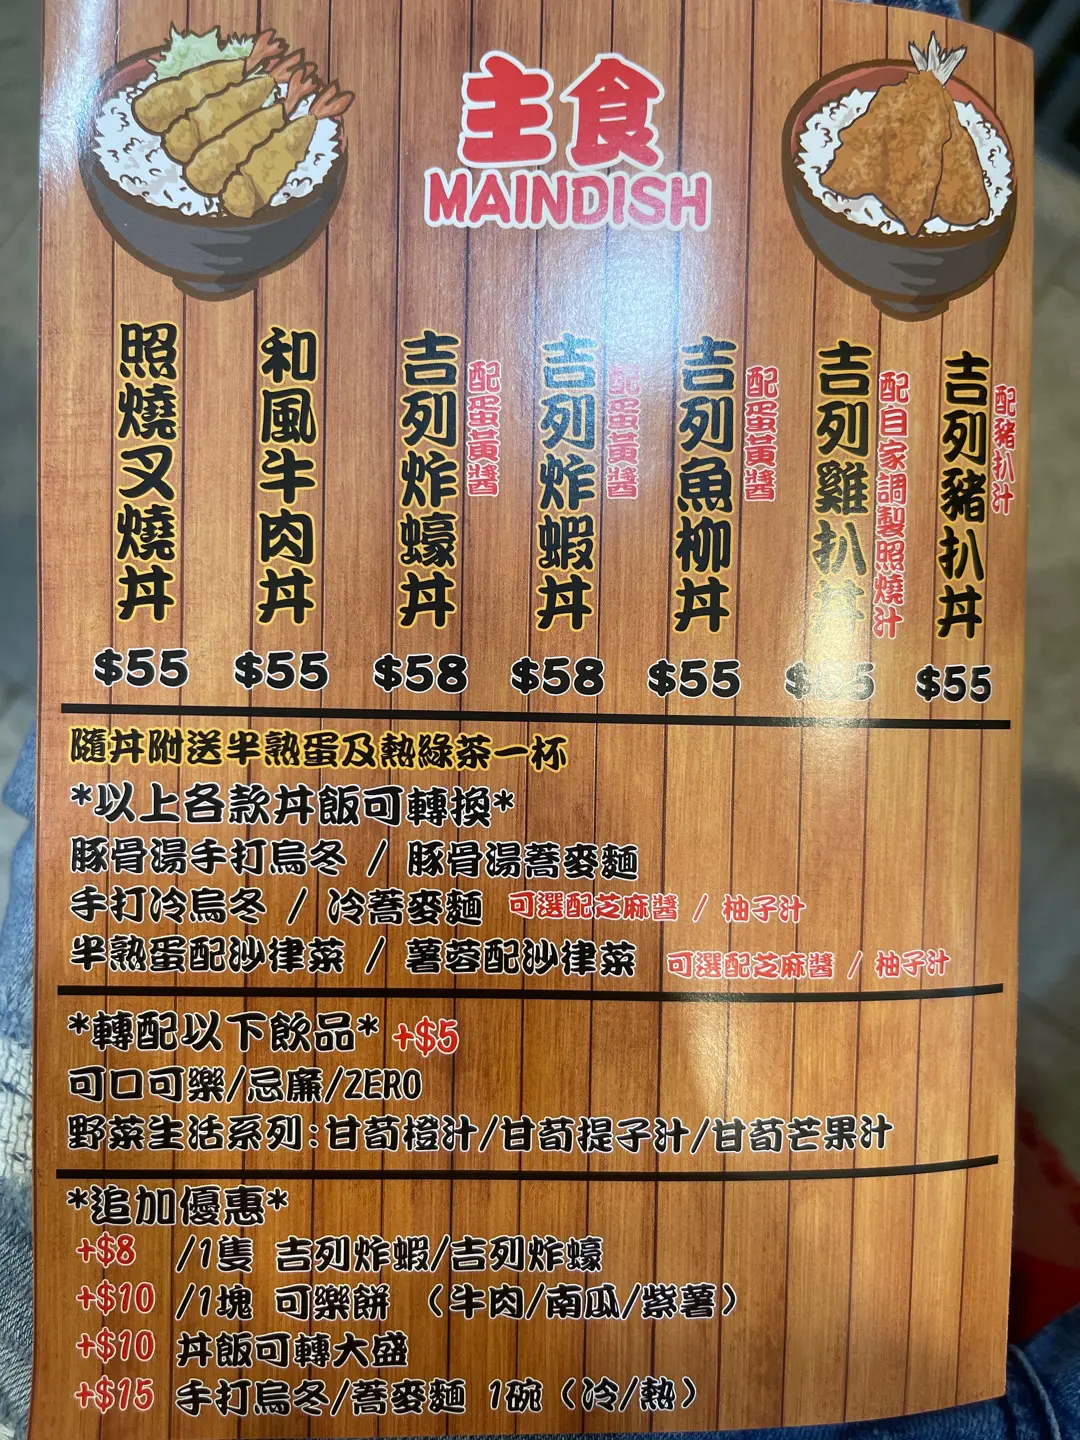 主食
MAINDISH
配豬扒汁
吉列豬扒丼
配自家調製照燒汁
吉列雞扒丼
配蛋黃醬
吉列魚柳丼
配蛋黃醬
吉列炸蝦丼
配蛋黃醬
吉列炸蠔丼
和風牛肉丼
照燒叉燒丼
$55 $55 $58 $58 $55 $55 $55
隨丼附送半熟蛋及熱綠茶一杯
*以上各款丼飯可轉換*
豚骨湯手打烏冬 / 豚骨湯蕎麥麵
手打冷烏冬 / 冷蕎麥麵 可選配芝麻醬 / 柚子汁
半熟蛋配沙律菜 / 薯蓉配沙律菜 可選配芝麻醬 / 柚子汁
*轉配以下飲品* +$5
可口可樂/忌廉/ZERO
野菜生活系列:甘荀橙汁/甘荀提子汁/甘荀芒果汁
*追加優惠*
+$8 /1隻 吉列炸蝦/吉列炸蠔
+$10 /1塊 可樂餅 (牛肉/南瓜/紫薯)
+$10 丼飯可轉大盛
+$15 手打烏冬/蕎麥麵 1碗(冷/熱)